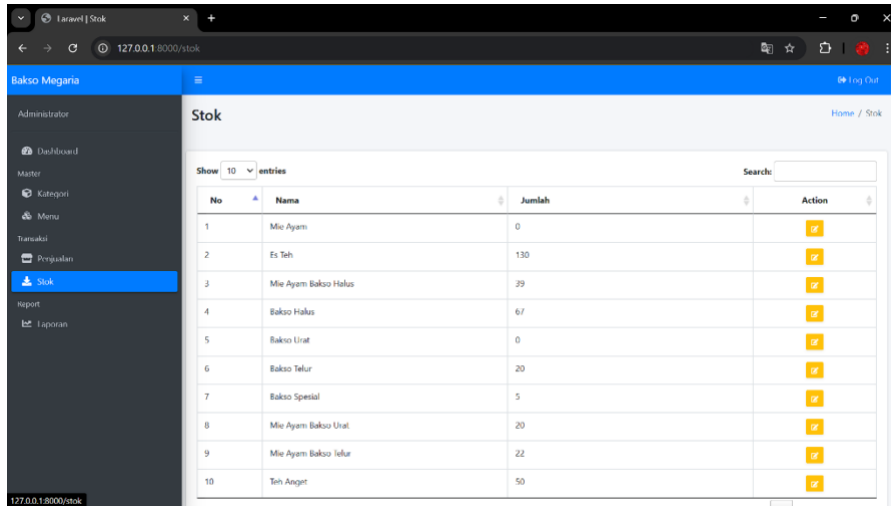 Laravel | Stok
127.0.0.1:8000/stok
Bakso Megaria
Log Out
Administrator
Stok
Home / Stok
Dashboard
Master
Kategori
Menu
Transaksi
Penjualan
Stok
Report
Laporan
Show 10 entries
Search:
No Nama Jumlah Action
1 Mie Ayam 0
2 Es Teh 130
3 Mie Ayam Bakso Halus 39
4 Bakso Halus 67
5 Bakso Urat 0
6 Bakso Telur 20
7 Bakso Spesial 5
8 Mie Ayam Bakso Urat 20
9 Mie Ayam Bakso Telur 22
10 Teh Anget 50
127.0.0.1:8000/stok